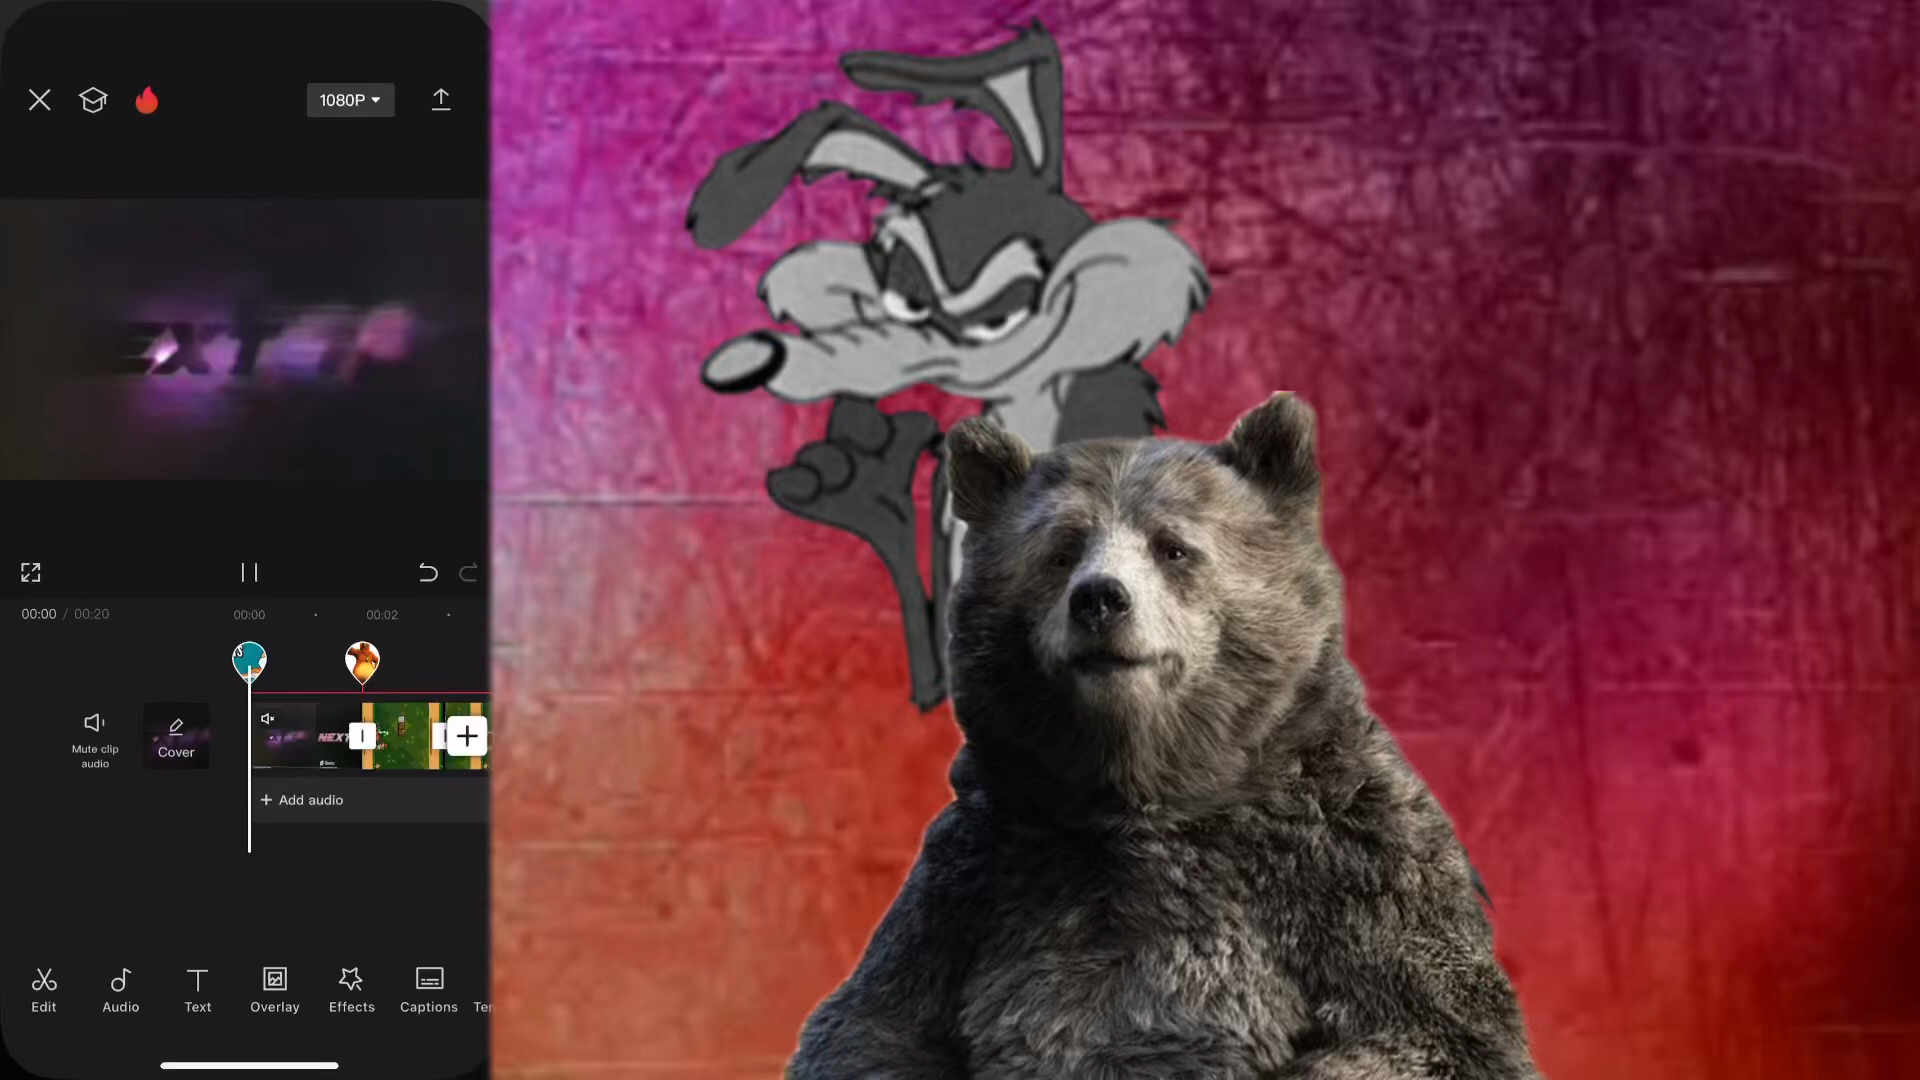 1080P
00:00 / 00:20
00:00
00:02
Mute clip
audio
Cover
NEXT
+ Add audio
Edit
Audio
Text
Overlay
Effects
Captions
Ter